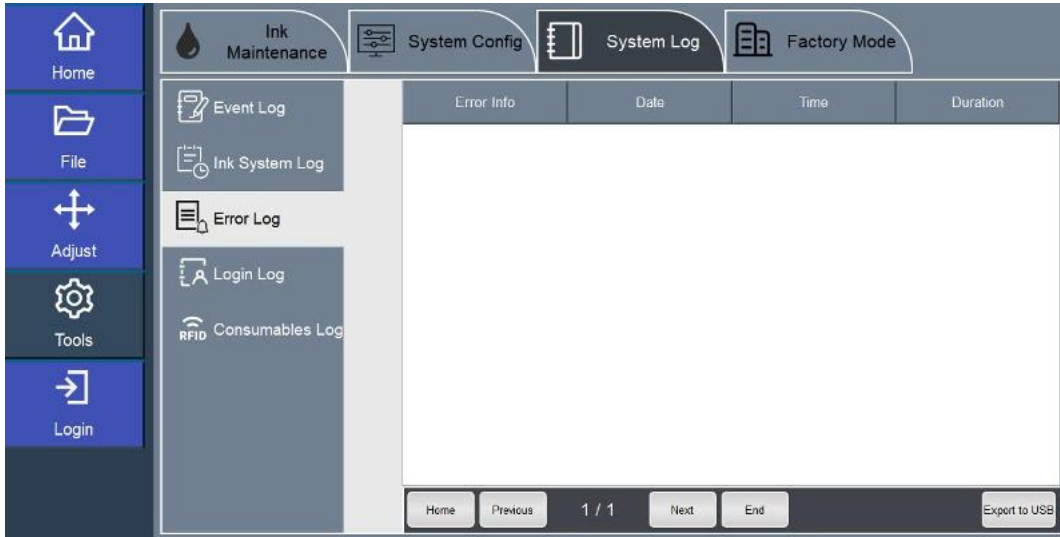 Home
File
Adjust
Tools
Login
Ink
Maintenance
System Config
System Log
Factory Mode
Event Log
Ink System Log
Error Log
Login Log
RFID Consumables Log
Error Info Date Time Duration
Home Previous 1 / 1 Next End Export to USB